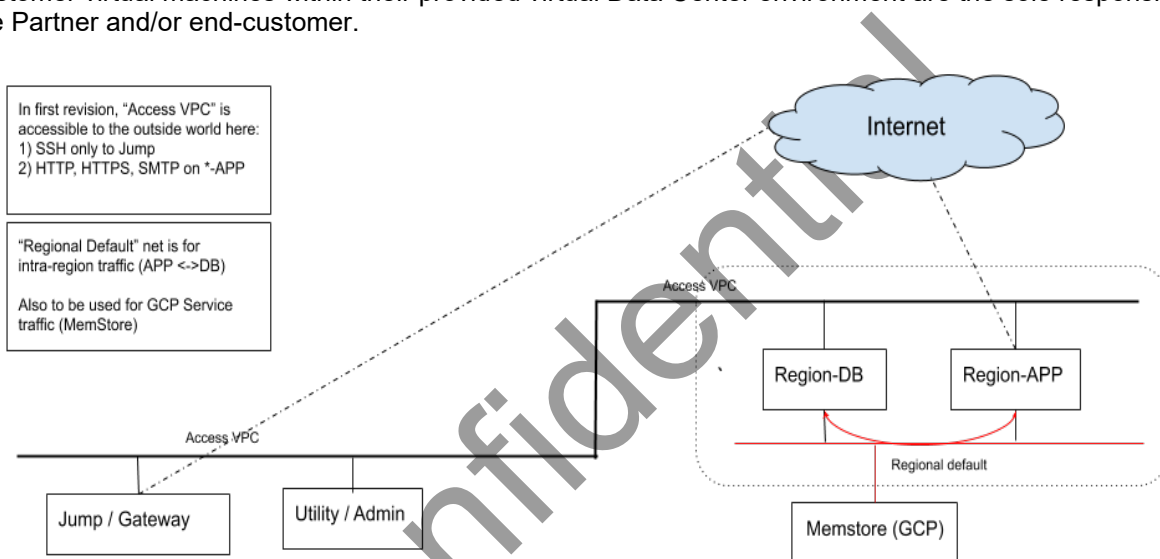 customer virtual machines within their provided virtual Data Center environment are the sole
Partner and/or end-customer.
In first revision, “Access VPC” is
accessible to the outside world here:
1) SSH only to Jump
2) HTTP, HTTPS, SMTP on *-APP
“Regional Default” net is for
intra-region traffic (APP <->DB)
Also to be used for GCP Service
traffic (MemStore)
Internet
Access VPC
Region-DB
Region-APP
Regional default
Access VPC
Jump / Gateway
Utility / Admin
Memstore (GCP)
nfidential